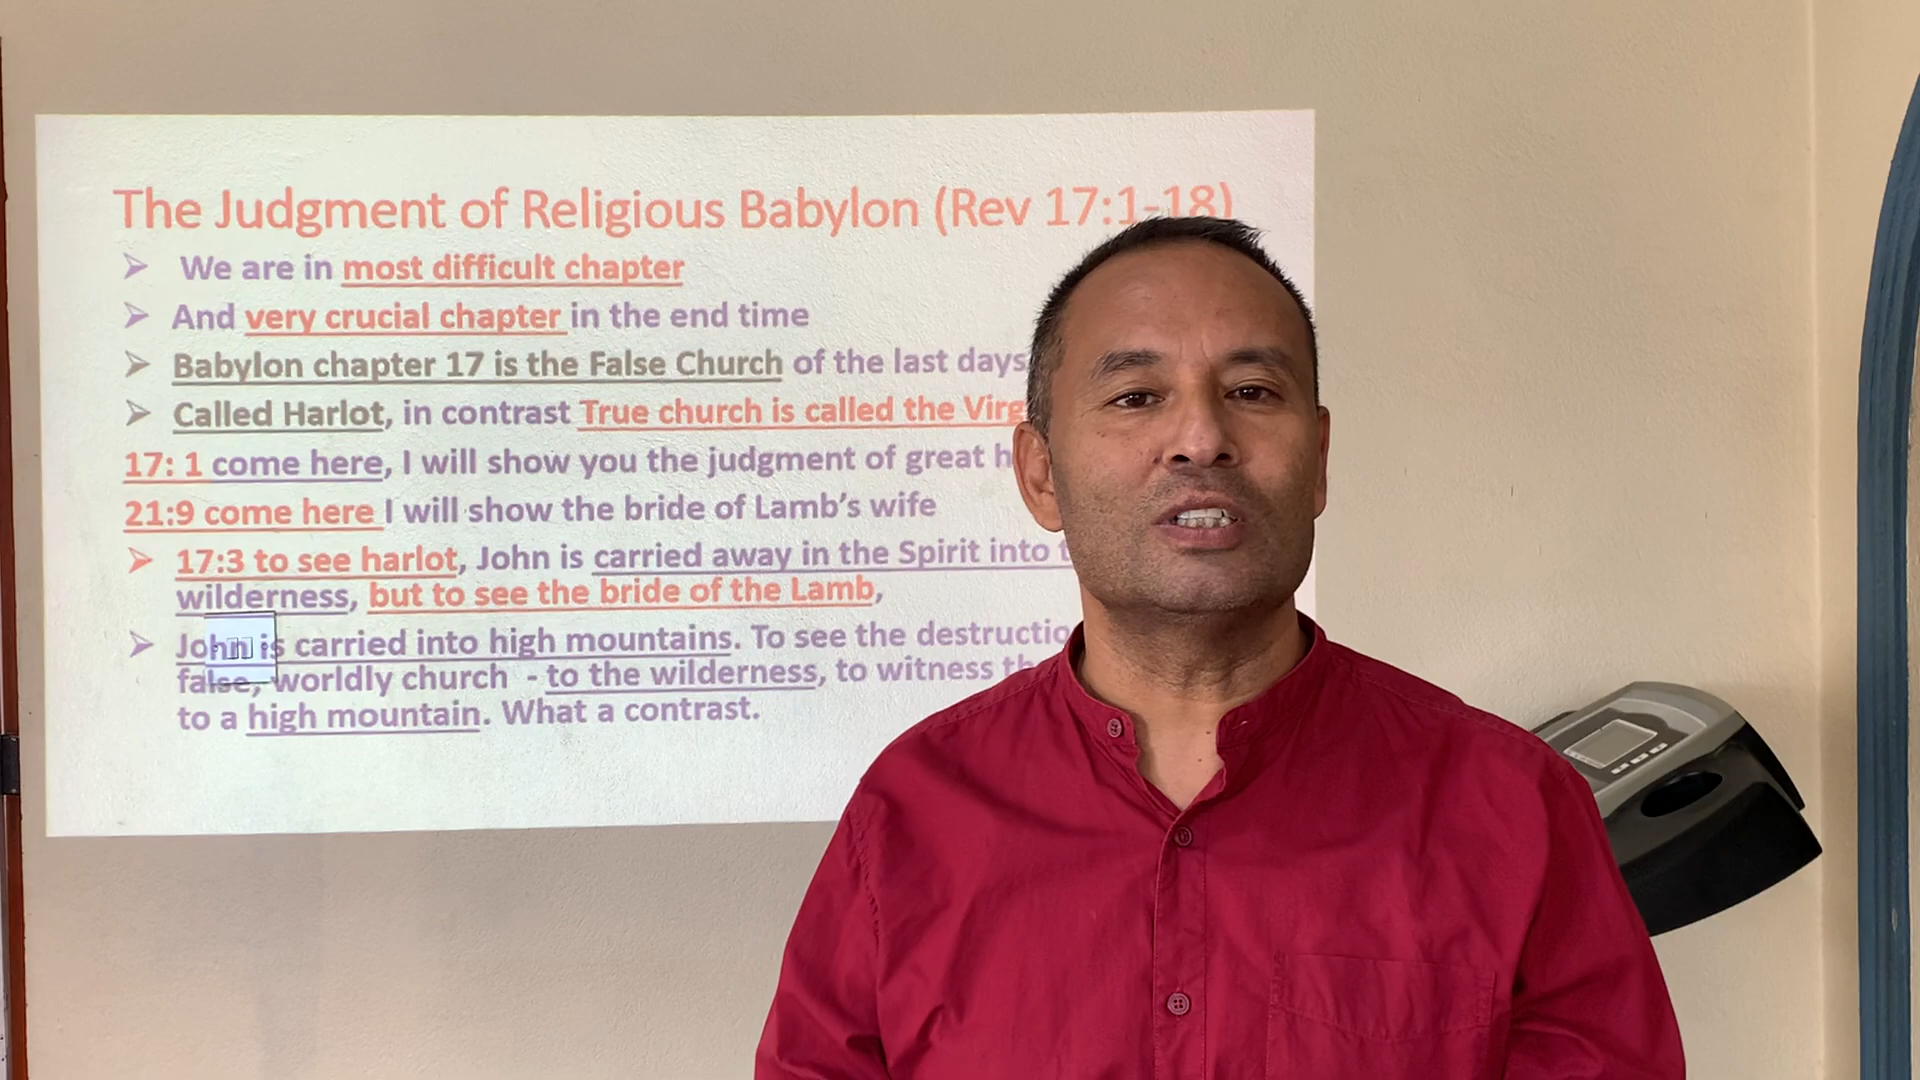 The Judgment of Religious Babylon (Rev 17:1-18)
➢ We are in most difficult chapter
➢ And very crucial chapter in the end time
➢ Babylon chapter 17 is the False Church of the last days
➢ Called Harlot, in contrast True church is called the
17: 1 come here, I will show you the judgment of great
21:9 come here I will show the bride of Lamb's wife
➢ 17:3 to see harlot, John is carried away in the Spirit into
wilderness, but to see the bride of the Lamb,
➢ John is carried into high mountains. To see the
false, worldly church - to the wilderness, to witness
to a high mountain. What a contrast.